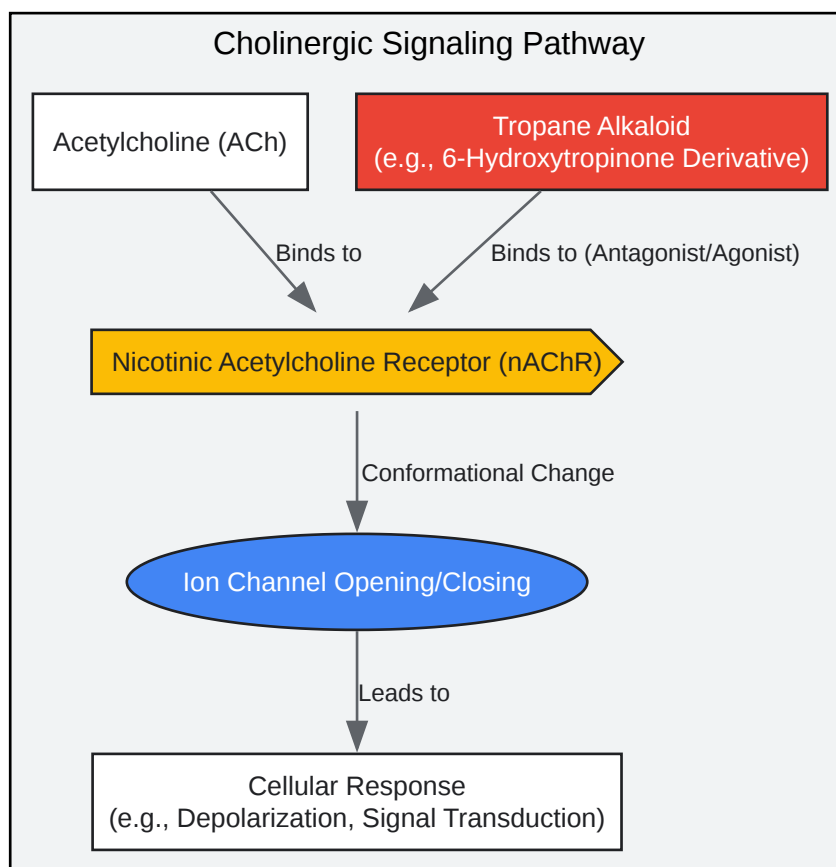 Cholinergic Signaling Pathway
Acetylcholine (ACh)
Tropane Alkaloid
(e.g., 6-Hydroxytropinone Derivative)
Binds to
Binds to (Antagonist/Agonist)
Nicotinic Acetylcholine Receptor (nAChR)
Conformational Change
Ion Channel Opening/Closing
Leads to
Cellular Response
(e.g., Depolarization, Signal Transduction)